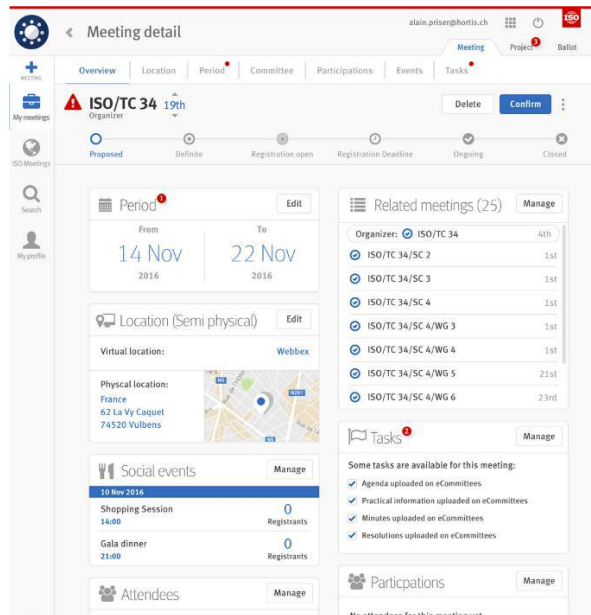 Meeting detail
alain.priser@hortis.ch
ISO
Meeting
Project 3
Ballot
MEETING
My meetings
ISO Meetings
Search
My profile
Overview
Location
Period
Committee
Participations
Events
Tasks
ISO/TC 34 19th
Organizer
Delete
Confirm
Proposed
Definite
Registration open
Registration Deadline
Ongoing
Closed
Period 1
Edit
From
To
14 Nov
22 Nov
2016
2016
Location (Semi physical)
Edit
Virtual location:
Webbex
Physcal location:
France
62 La Vy Caquet
74520 Vulbens
N5
N201
N5
Social events
Manage
10 Nov 2016
Shopping Session
0
14:00
Registrants
Gala dinner
0
21:00
Registrants
Attendees
Manage
Related meetings (25)
Manage
Organizer: ISO/TC 34 4th
ISO/TC 34/SC 2 1st
ISO/TC 34/SC 3 1st
ISO/TC 34/SC 4 1st
ISO/TC 34/SC 4/WG 3 1st
ISO/TC 34/SC 4/WG 4 1st
ISO/TC 34/SC 4/WG 5 21st
ISO/TC 34/SC 4/WG 6 23rd
Tasks 2
Manage
Some tasks are available for this meeting:
Agenda uploaded on eCommittees
Practical information uploaded on eCommittees
Minutes uploaded on eCommittees
Resolutions uploaded on eCommittees
Particpations
Manage